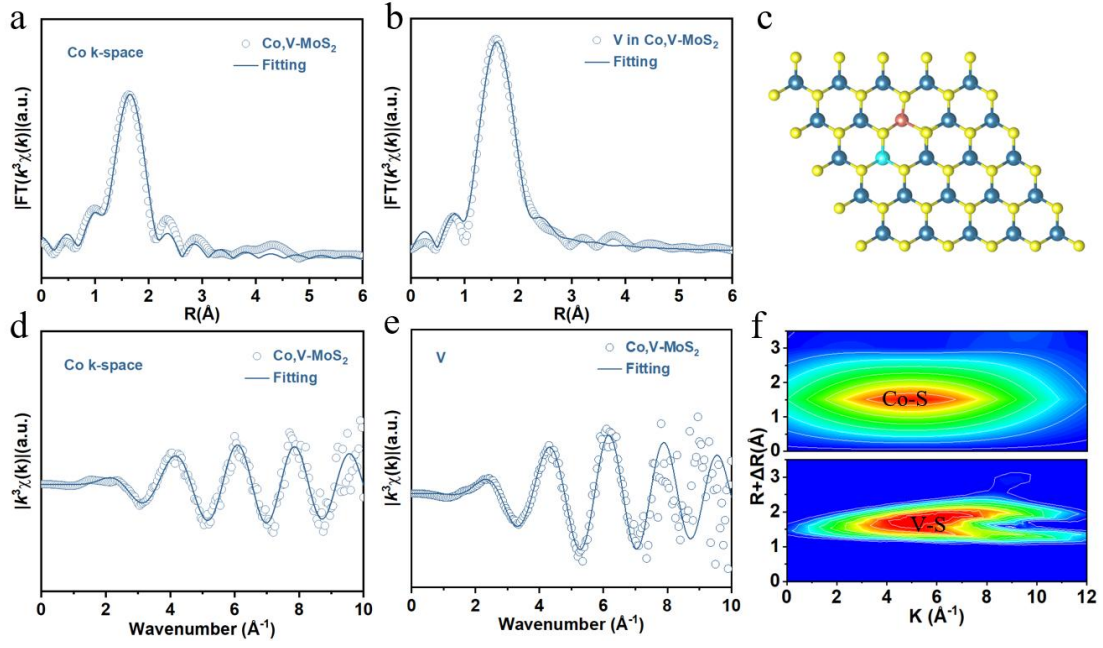 a
Co k-space
Co,V-MoS₂
Fitting
|FT(k³χ(k)|(a.u.)
0 1 2 3 4 5 6
R(Å)
b
V in Co,V-MoS₂
Fitting
|FT(k³χ(k)|(a.u.)
0 1 2 3 4 5 6
R(Å)
c
d
Co k-space
Co,V-MoS₂
Fitting
|k³χ(k)|(a.u.)
0 2 4 6 8 10
Wavenumber (Å⁻¹)
e
V
Co,V-MoS₂
Fitting
|k³χ(k)|(a.u.)
0 2 4 6 8 10
Wavenumber (Å⁻¹)
f
3
2
1
0
Co-S
R+ΔR(Å)
3
2
1
0
V-S
0 2 4 6 8 10 12
K (Å⁻¹)